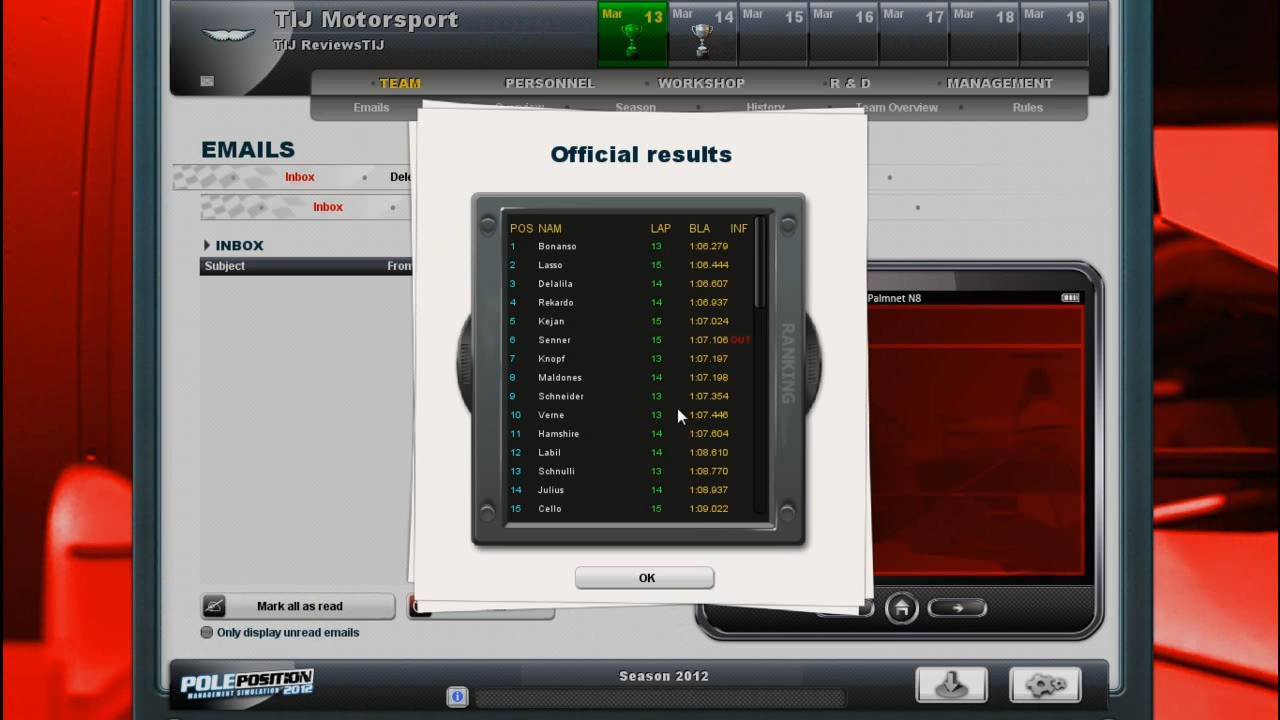 TIJ Motorsport
TIJ ReviewsTIJ
Mar 13 Mar 14 Mar 15 Mar 16 Mar 17 Mar 18 Mar 19
TEAM PERSONNEL WORKSHOP R & D MANAGEMENT
Emails Overview Season History Team Overview Rules
EMAILS
Inbox
Inbox
INBOX
Subject From
Official results
POS NAM LAP BLA INF
1 Bonanso 13 1:06.279
2 Lasso 15 1:06.444
3 Delalila 14 1:06.607
4 Rekardo 14 1:06.937
5 Kejan 15 1:07.024
6 Senner 15 1:07.106 OUT
7 Knopf 13 1:07.197
8 Maldones 14 1:07.198
9 Schneider 13 1:07.354
10 Verne 13 1:07.446
11 Hamshire 14 1:07.604
12 Labil 14 1:08.610
13 Schnulli 13 1:08.770
14 Julius 14 1:08.937
15 Cello 15 1:09.022
RANKING
OK
Palmnet N8
Mark all as read
Only display unread emails
POLE POSITION
MANAGEMENT SIMULATION 2012
Season 2012